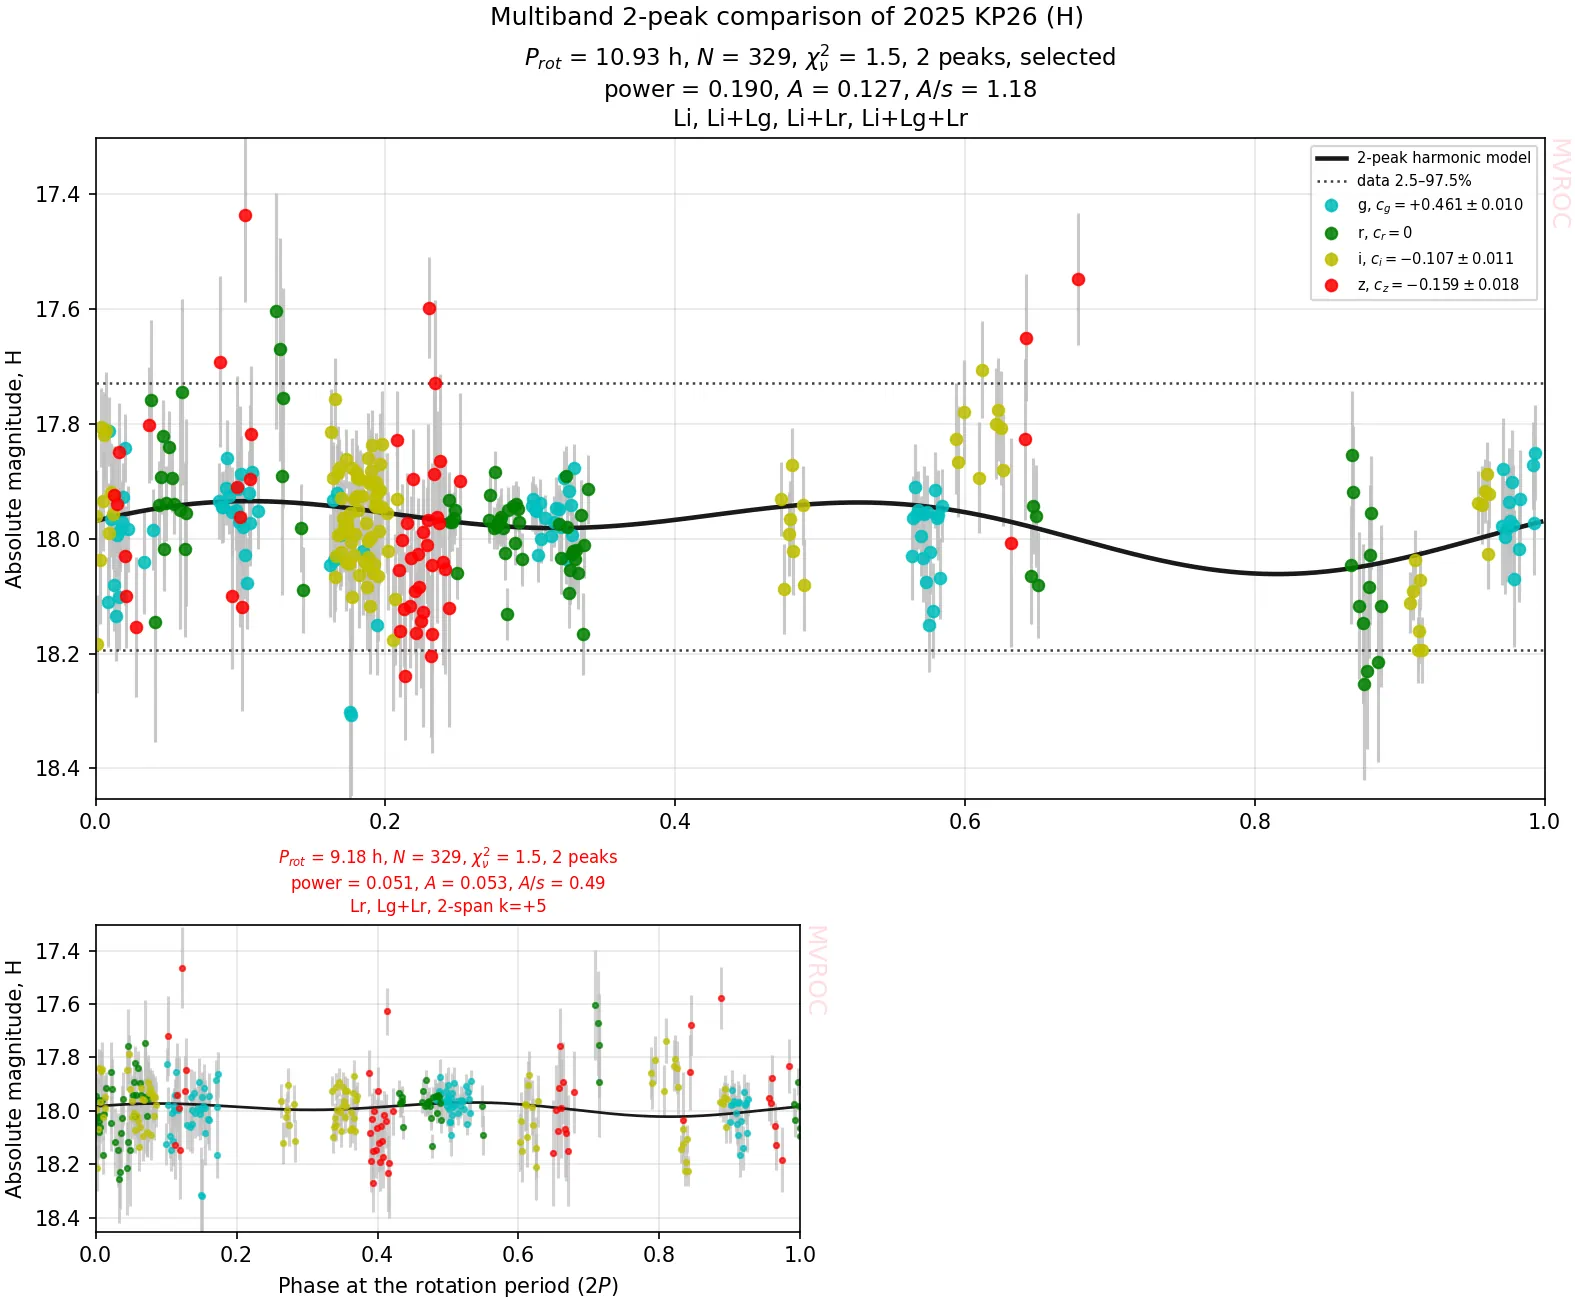 Multiband 2-peak comparison of 2025 KP26 (H)
P_rot = 10.93 h, N = 329, χ²_ν = 1.5, 2 peaks, selected
power = 0.190, A = 0.127, A/s = 1.18
Li, Li+Lg, Li+Lr, Li+Lg+Lr
2-peak harmonic model
data 2.5–97.5%
g, c_g = +0.461 ± 0.010
r, c_r = 0
i, c_i = −0.107 ± 0.011
z, c_z = −0.159 ± 0.018
MVROC
Absolute magnitude, H
17.4
17.6
17.8
18.0
18.2
18.4
0.0 0.2 0.4 0.6 0.8 1.0
P_rot = 9.18 h, N = 329, χ²_ν = 1.5, 2 peaks
power = 0.051, A = 0.053, A/s = 0.49
Lr, Lg+Lr, 2-span k=+5
MVROC
Absolute magnitude, H
17.4
17.6
17.8
18.0
18.2
18.4
0.0 0.2 0.4 0.6 0.8 1.0
Phase at the rotation period (2P)